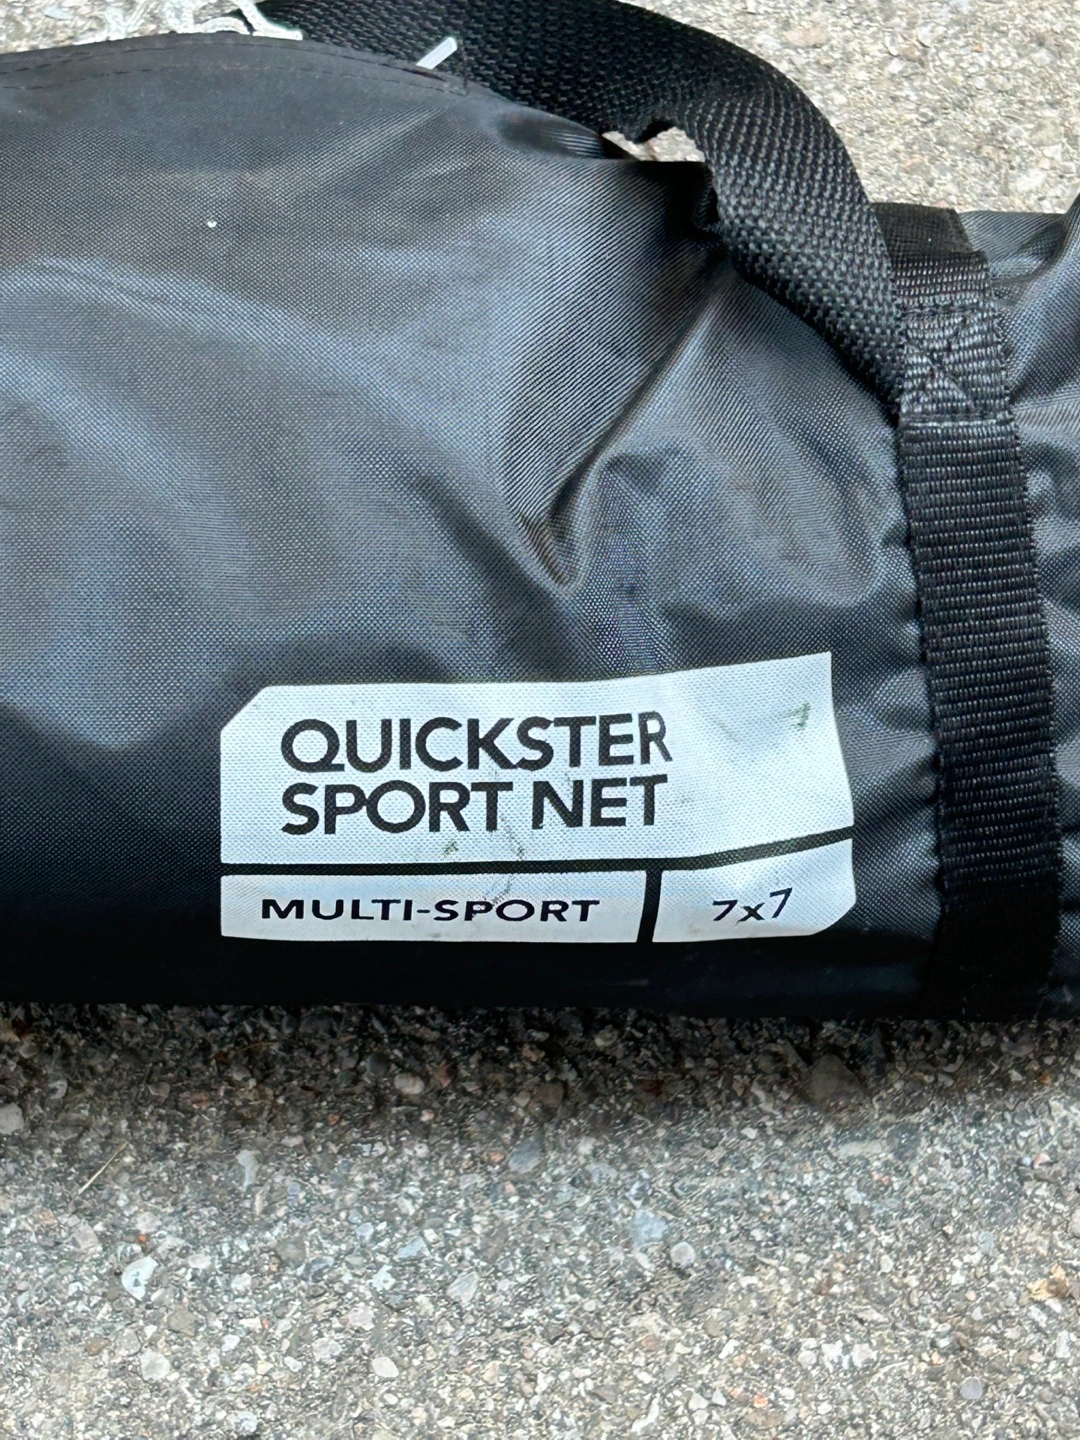 QUICKSTER
SPORT NET
MULTI-SPORT
7x7